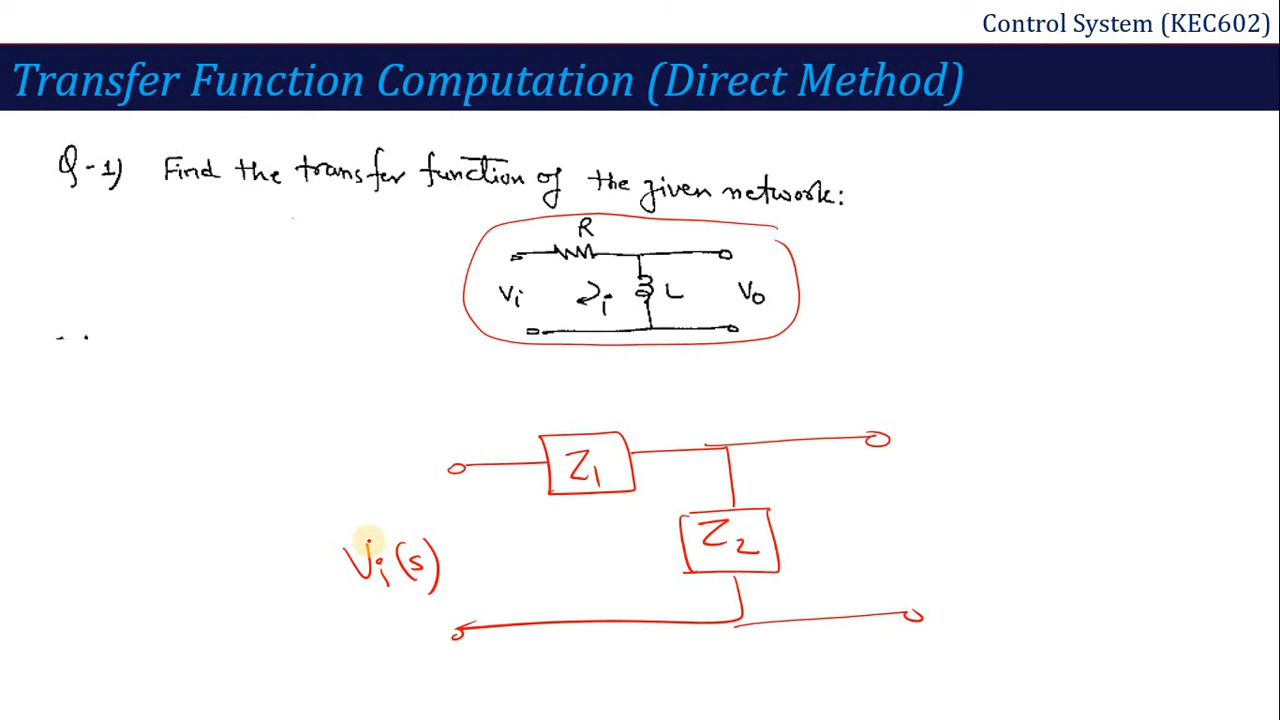 Control System (KEC602)
Transfer Function Computation (Direct Method)
Q-1) Find the transfer function of the given network:
R
Vi
i
L
Vo
Z1
Z2
Vi(s)